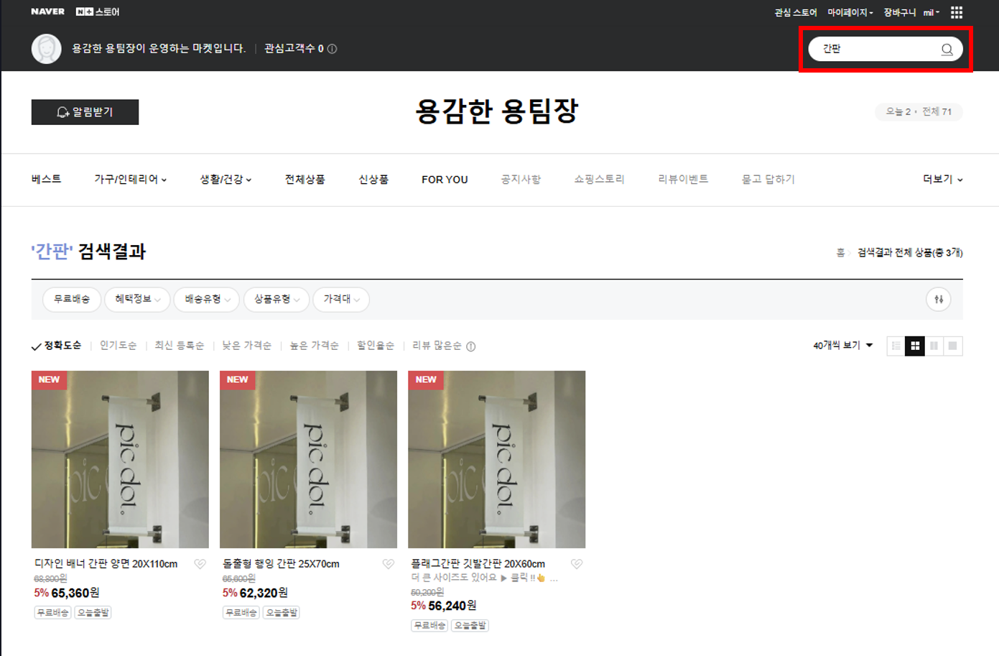 NAVER N+스토어 관심 스토어 마이페이지 장바구니 mil
용감한 용팀장이 운영하는 마켓입니다. 관심고객수 0
간판
알림받기
용감한 용팀장
오늘 2 전체 71
베스트 가구/인테리어 생활/건강 전체상품 신상품 FOR YOU 공지사항 쇼핑스토리 리뷰이벤트 묻고 답하기 더보기
'간판' 검색결과
홈 검색결과 전체 상품(총 3개)
무료배송 혜택정보 배송유형 상품유형 가격대
정확도순 인기도순 최신 등록순 낮은 가격순 높은 가격순 할인율순 리뷰 많은순
40개씩 보기
NEW
pic dot.
디자인 배너 간판 양면 20X110cm
68,800원
5% 65,360원
무료배송 오늘출발
NEW
pic dot.
돌출형 행잉 간판 25X70cm
65,600원
5% 62,320원
무료배송 오늘출발
NEW
pic dot.
플래그간판 깃발간판 20X60cm
더 큰 사이즈도 있어요 ▶ 클릭 !!👆 ...
59,200원
5% 56,240원
무료배송 오늘출발